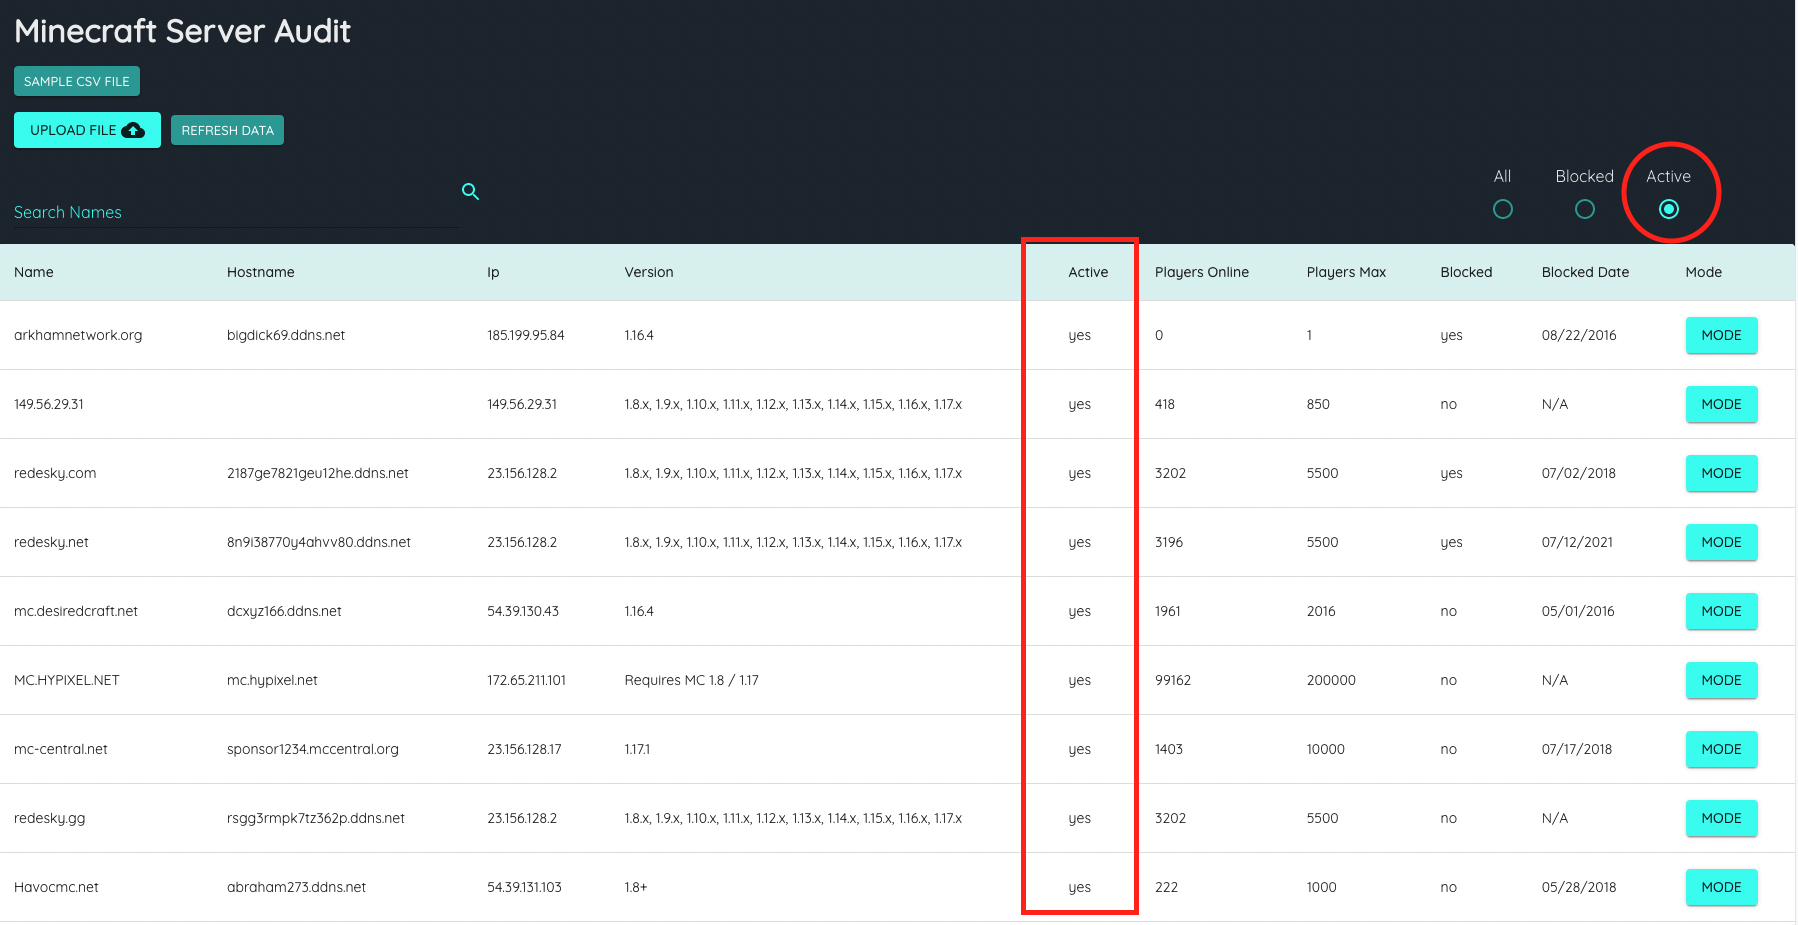 Minecraft Server Audit
SAMPLE CSV FILE
UPLOAD FILE REFRESH DATA
All Blocked Active
Search Names
Name Hostname Ip Version Active Players Online Players Max Blocked Blocked Date Mode
arkhamnetwork.org bigdick69.ddns.net 185.199.95.84 1.16.4 yes 0 1 yes 08/22/2016 MODE
149.56.29.31 149.56.29.31 1.8.x, 1.9.x, 1.10.x, 1.11.x, 1.12.x, 1.13.x, 1.14.x, 1.15.x, 1.16.x, 1.17.x yes 418 850 no N/A MODE
redesky.com 2187ge7821geu12he.ddns.net 23.156.128.2 1.8.x, 1.9.x, 1.10.x, 1.11.x, 1.12.x, 1.13.x, 1.14.x, 1.15.x, 1.16.x, 1.17.x yes 3202 5500 yes 07/02/2018 MODE
redesky.net 8n9i38770y4ahvv80.ddns.net 23.156.128.2 1.8.x, 1.9.x, 1.10.x, 1.11.x, 1.12.x, 1.13.x, 1.14.x, 1.15.x, 1.16.x, 1.17.x yes 3196 5500 yes 07/12/2021 MODE
mc.desiredcraft.net dcxyz166.ddns.net 54.39.130.43 1.16.4 yes 1961 2016 no 05/01/2016 MODE
MC.HYPIXEL.NET mc.hypixel.net 172.65.211.101 Requires MC 1.8 / 1.17 yes 99162 200000 no N/A MODE
mc-central.net sponsor1234.mccentral.org 23.156.128.17 1.17.1 yes 1403 10000 no 07/17/2018 MODE
redesky.gg rsgg3rmpk7tz362p.ddns.net 23.156.128.2 1.8.x, 1.9.x, 1.10.x, 1.11.x, 1.12.x, 1.13.x, 1.14.x, 1.15.x, 1.16.x, 1.17.x yes 3202 5500 no N/A MODE
Havocmc.net abraham273.ddns.net 54.39.131.103 1.8+ yes 222 1000 no 05/28/2018 MODE